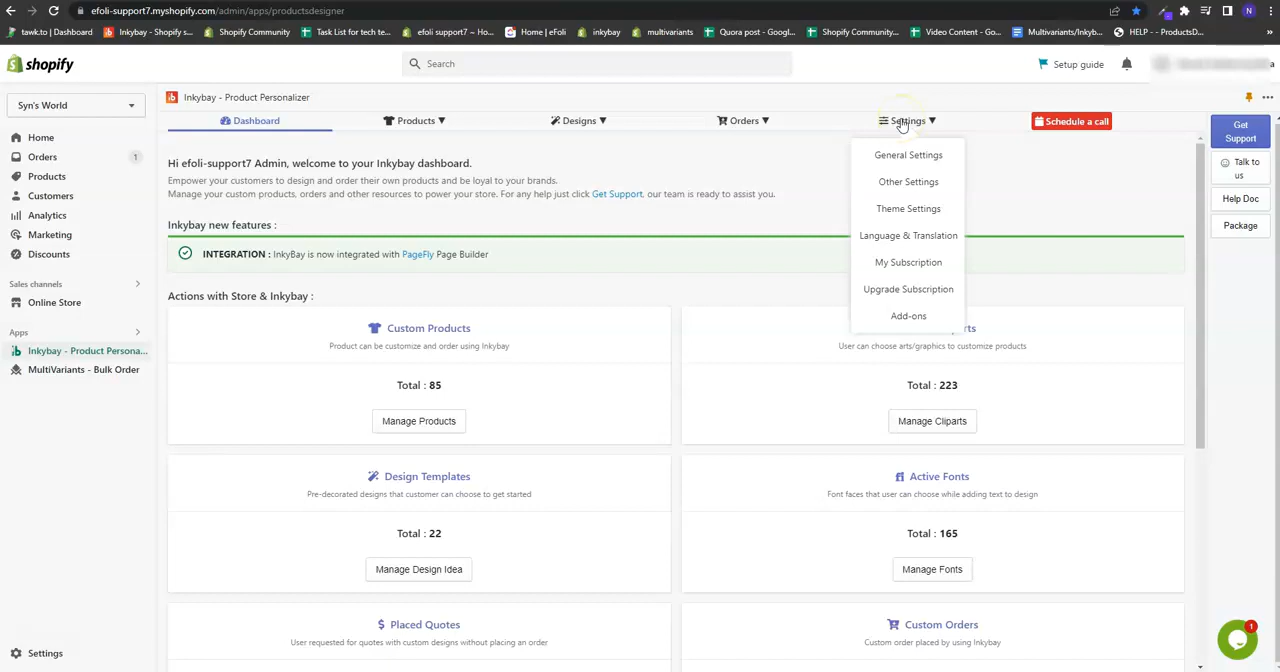 efoli-support7.myshopify.com/admin/apps/productsdesigner
N
tawk.to | Dashboard
Inkybay - Shopify s...
Shopify Community
Task List for tech te...
efoli support7 ~ Ho...
Home | eFoli
inkybay
multivariants
Quora post - Googl...
Shopify Community...
Video Content - Go...
Multivariants/Inkyb...
HELP - - ProductsD...
»
shopify
Search
Setup guide
Syn's World
Inkybay - Product Personalizer
Dashboard
Products ▼
Designs ▼
Orders ▼
Settings ▼
Schedule a call
Get Support
Talk to us
Help Doc
Package
Home
Orders
1
Products
Customers
Analytics
Marketing
Discounts
Sales channels
Online Store
Apps
Inkybay - Product Persona...
MultiVariants - Bulk Order
Settings
General Settings
Other Settings
Theme Settings
Language & Translation
My Subscription
Upgrade Subscription
Add-ons
Hi efoli-support7 Admin, welcome to your Inkybay dashboard.
Empower your customers to design and order their own products and be loyal to your brands.
Manage your custom products, orders and other resources to power your store. For any help just click Get Support, our team is ready to assist you.
Inkybay new features :
INTEGRATION : InkyBay is now integrated with PageFly Page Builder
Actions with Store & Inkybay :
Custom Products
Product can be customize and order using Inkybay
Total : 85
Manage Products
User can choose arts/graphics to customize products
Total : 223
Manage Cliparts
Design Templates
Pre-decorated designs that customer can choose to get started
Total : 22
Manage Design Idea
Active Fonts
Font faces that user can choose while adding text to design
Total : 165
Manage Fonts
Placed Quotes
User requested for quotes with custom designs without placing an order
Custom Orders
Custom order placed by using Inkybay
1